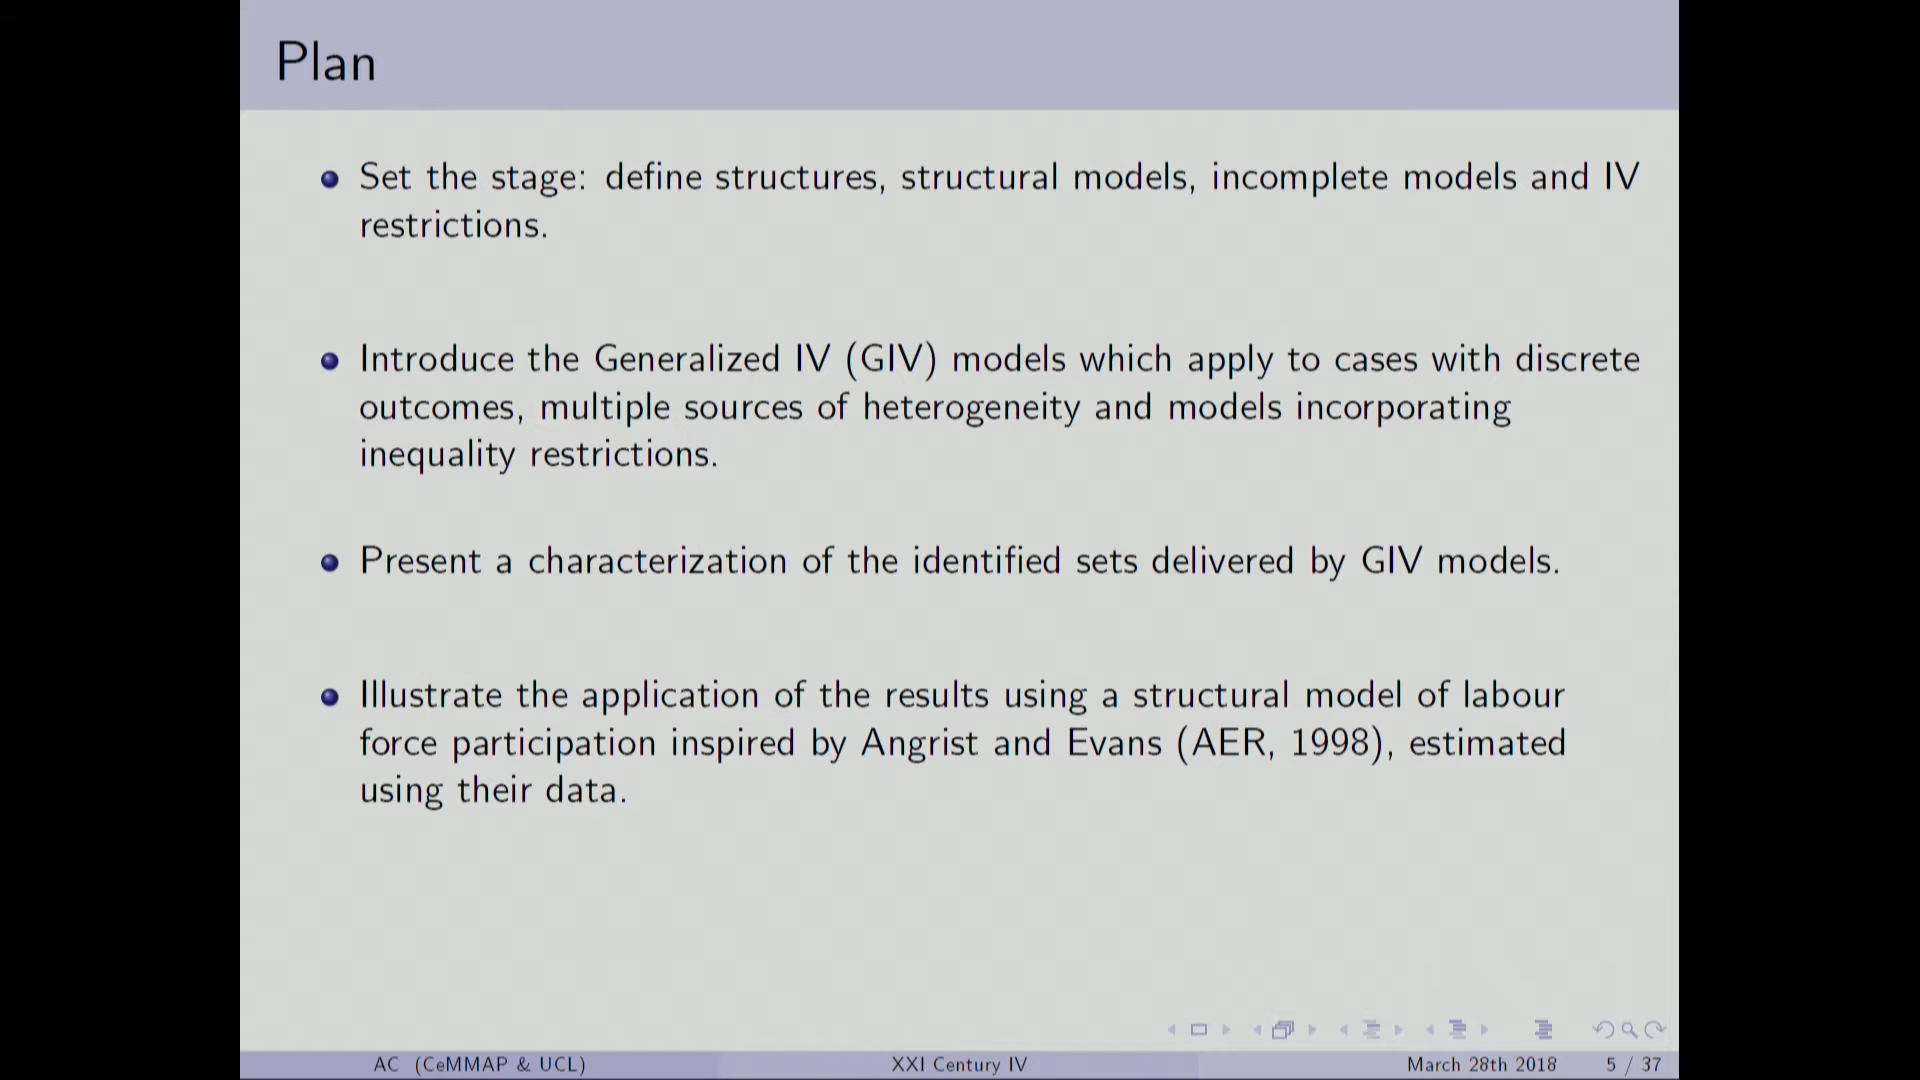 Plan
Set the stage: define structures, structural models, incomplete models and IV
restrictions.
Introduce the Generalized IV (GIV) models which apply to cases with discrete
outcomes, multiple sources of heterogeneity and models incorporating
inequality restrictions.
Present a characterization of the identified sets delivered by GIV models.
Illustrate the application of the results using a structural model of labour
force participation inspired by Angrist and Evans (AER, 1998), estimated
using their data.
AC (CeMMAP & UCL) XXI Century IV March 28th 2018 5 / 37